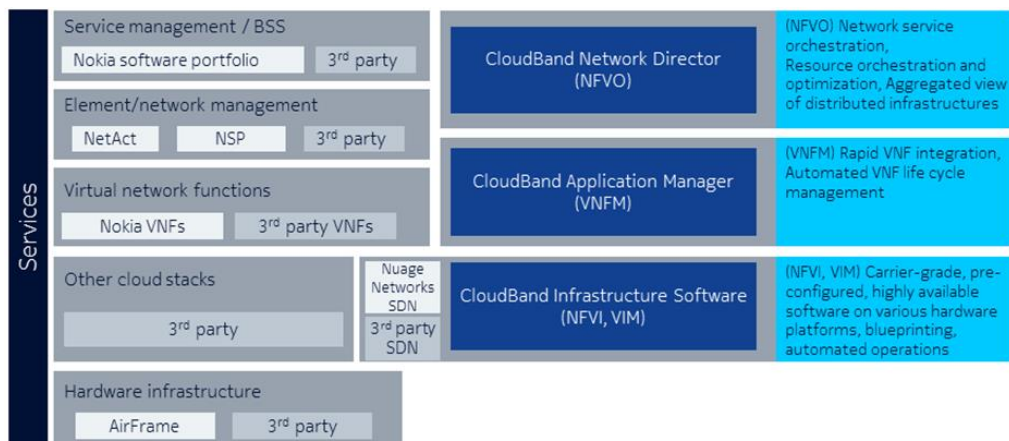 Services
Service management / BSS
Nokia software portfolio
3rd party
Element/network management
NetAct
NSP
3rd party
Virtual network functions
Nokia VNFs
3rd party VNFs
Other cloud stacks
3rd party
Nuage
Networks
SDN
3rd party
SDN
Hardware infrastructure
AirFrame
3rd party
CloudBand Network Director
(NFVO)
(NFVO) Network service
orchestration,
Resource orchestration and
optimization, Aggregated view
of distributed infrastructures
CloudBand Application Manager
(VNFM)
(VNFM) Rapid VNF integration,
Automated VNF life cycle
management
CloudBand Infrastructure Software
(NFVI, VIM)
(NFVI, VIM) Carrier-grade, pre-
configured, highly available
software on various hardware
platforms, blueprinting,
automated operations